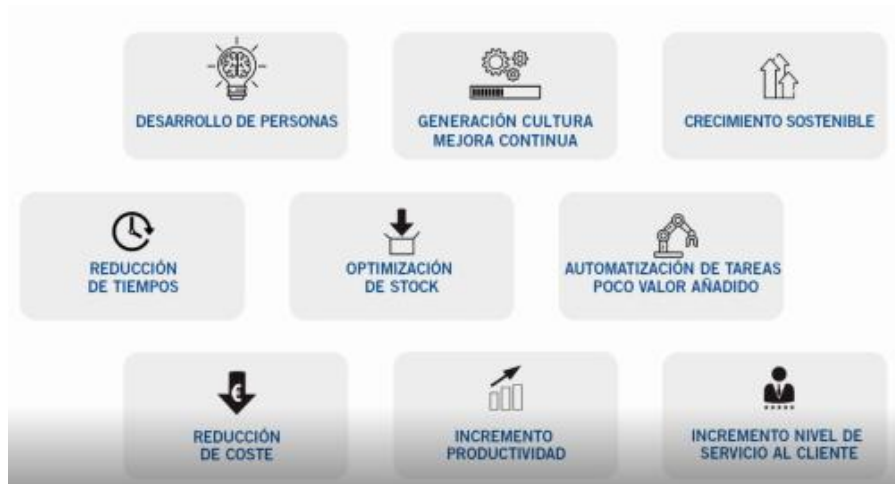 DESARROLLO DE PERSONAS
GENERACIÓN CULTURA
MEJORA CONTINUA
CRECIMIENTO SOSTENIBLE
REDUCCIÓN
DE TIEMPOS
OPTIMIZACIÓN
DE STOCK
AUTOMATIZACIÓN DE TAREAS
POCO VALOR AÑADIDO
€
REDUCCIÓN
DE COSTE
INCREMENTO
PRODUCTIVIDAD
INCREMENTO NIVEL DE
SERVICIO AL CLIENTE